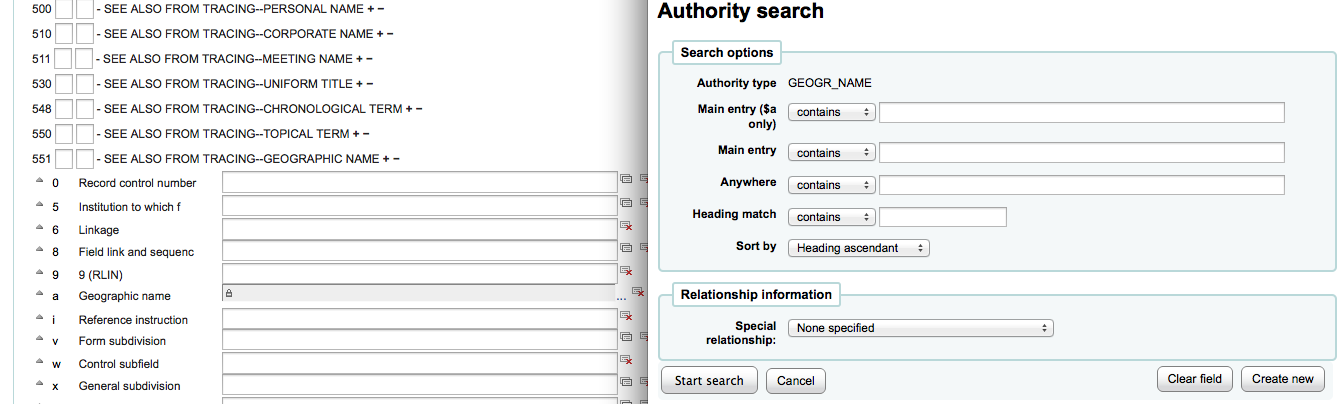 500 - SEE ALSO FROM TRACING--PERSONAL NAME + -
510 - SEE ALSO FROM TRACING--CORPORATE NAME + -
511 - SEE ALSO FROM TRACING--MEETING NAME + -
530 - SEE ALSO FROM TRACING--UNIFORM TITLE + -
548 - SEE ALSO FROM TRACING--CHRONOLOGICAL TERM + -
550 - SEE ALSO FROM TRACING--TOPICAL TERM + -
551 - SEE ALSO FROM TRACING--GEOGRAPHIC NAME + -
0 Record control number
5 Institution to which f
6 Linkage
8 Field link and sequenc
9 9 (RLIN)
a Geographic name ...
i Reference instruction
v Form subdivision
w Control subfield
x General subdivision
Authority search
Search options
Authority type GEOGR_NAME
Main entry ($a
only) contains
Main entry contains
Anywhere contains
Heading match contains
Sort by Heading ascendant
Relationship information
Special
relationship: None specified
Start search Cancel Clear field Create new